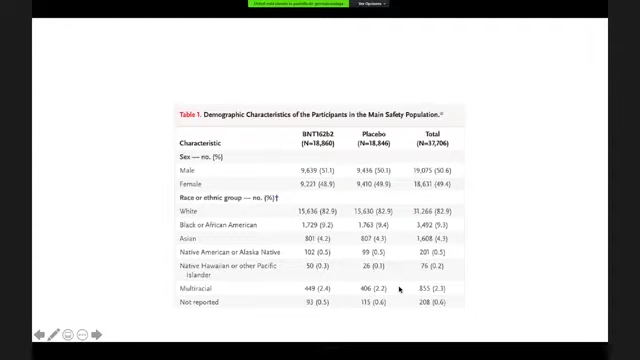 Ver Opciones
Table 1. Demographic Characteristics of the Participants in the Main Safety Population.*
Characteristic BNT162b2 (N=18,860) Placebo (N=18,846) Total (N=37,706)
Sex — no. (%)
Male 9,639 (51.1) 9,436 (50.1) 19,075 (50.6)
Female 9,221 (48.9) 9,410 (49.9) 18,631 (49.4)
Race or ethnic group — no. (%)†
White 15,636 (82.9) 15,630 (82.9) 31,266 (82.9)
Black or African American 1,729 (9.2) 1,763 (9.4) 3,492 (9.3)
Asian 801 (4.2) 807 (4.3) 1,608 (4.3)
Native American or Alaska Native 102 (0.5) 99 (0.5) 201 (0.5)
Native Hawaiian or other Pacific Islander 50 (0.3) 26 (0.1) 76 (0.2)
Multiracial 449 (2.4) 406 (2.2) 855 (2.3)
Not reported 93 (0.5) 115 (0.6) 208 (0.6)